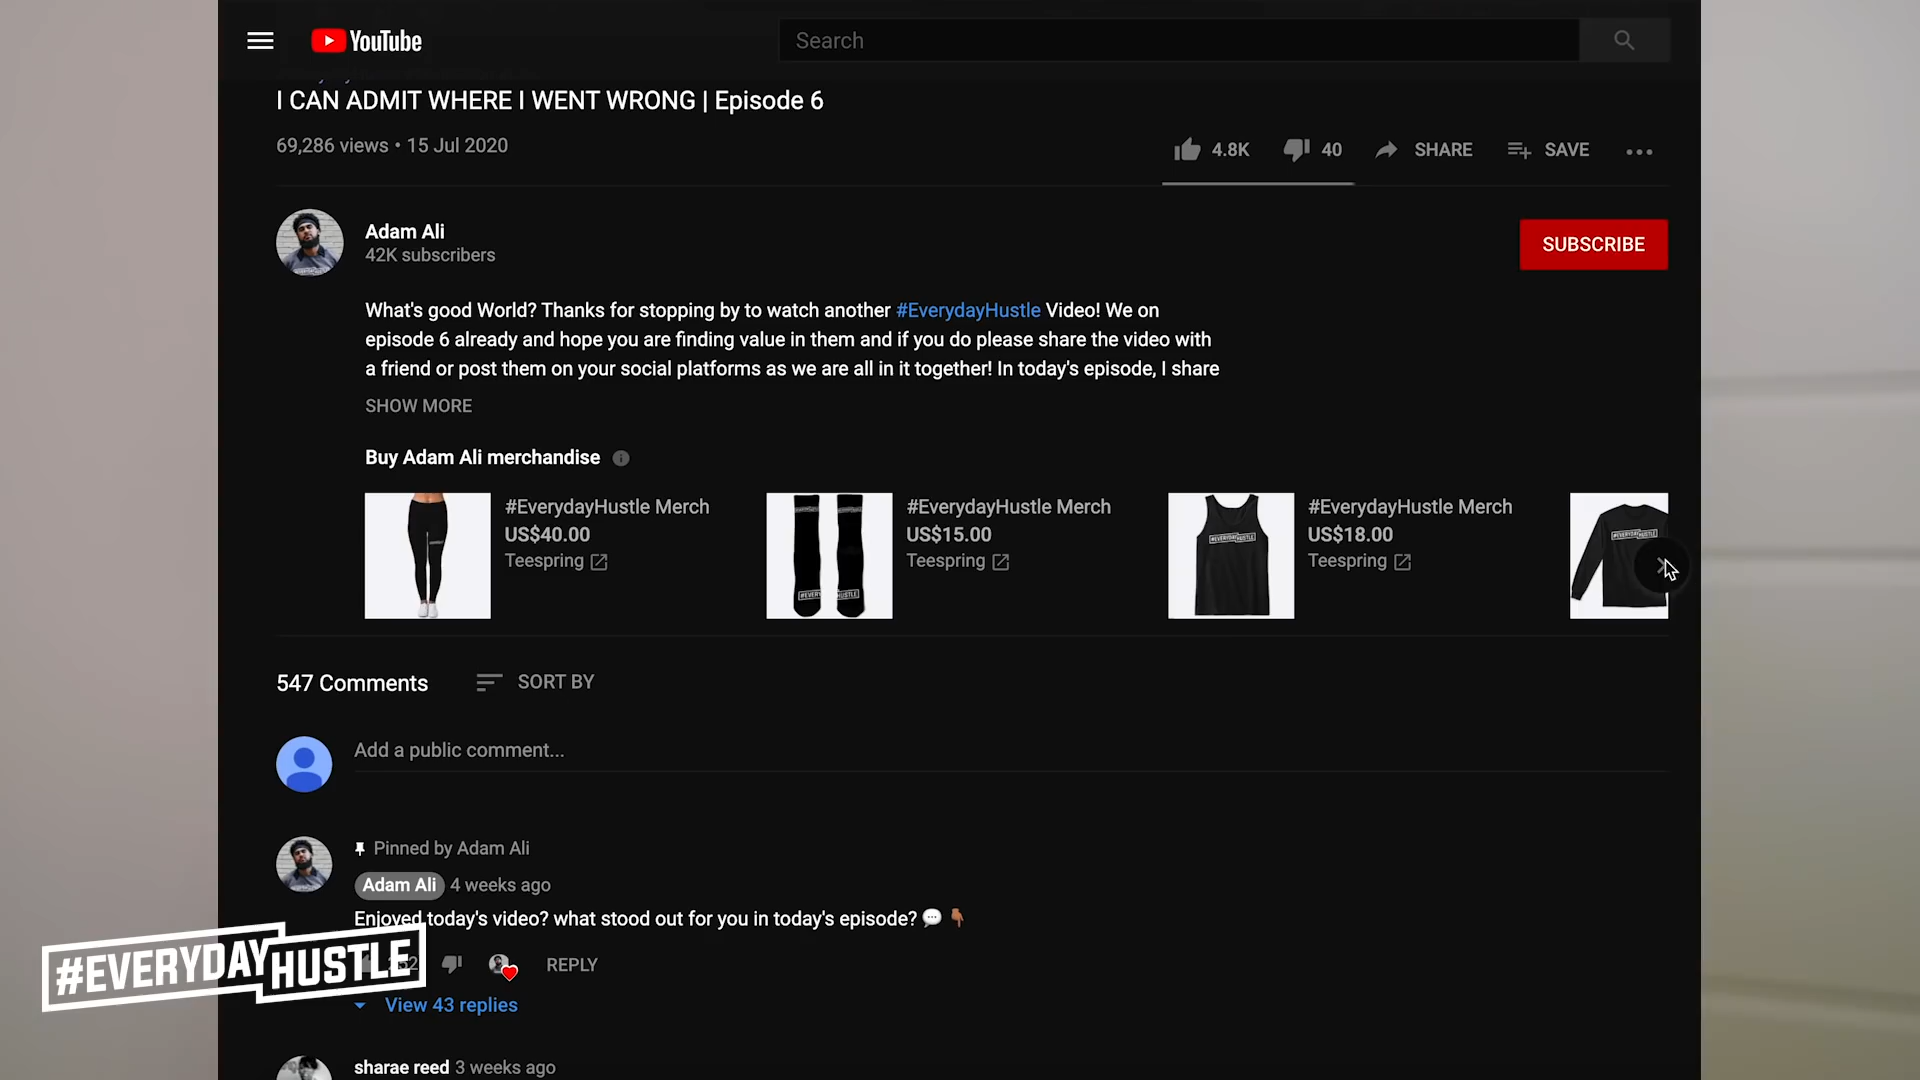 YouTube
Search
I CAN ADMIT WHERE I WENT WRONG | Episode 6
69,286 views • 15 Jul 2020
4.8K
40
SHARE
SAVE
Adam Ali
42K subscribers
SUBSCRIBE
What's good World? Thanks for stopping by to watch another #EverydayHustle Video! We on
episode 6 already and hope you are finding value in them and if you do please share the video with
a friend or post them on your social platforms as we are all in it together! In today's episode, I share
SHOW MORE
Buy Adam Ali merchandise
#EverydayHustle Merch
US$40.00
Teespring
#EverydayHustle Merch
US$15.00
Teespring
#EverydayHustle Merch
US$18.00
Teespring
#EVERYDAYHUSTLE
#EVERYDAYHUSTLE
547 Comments
SORT BY
Add a public comment...
Pinned by Adam Ali
Adam Ali 4 weeks ago
Enjoyed today's video? what stood out for you in today's episode? 💬 👇🏾
REPLY
View 43 replies
sharae reed 3 weeks ago
#EVERYDAYHUSTLE